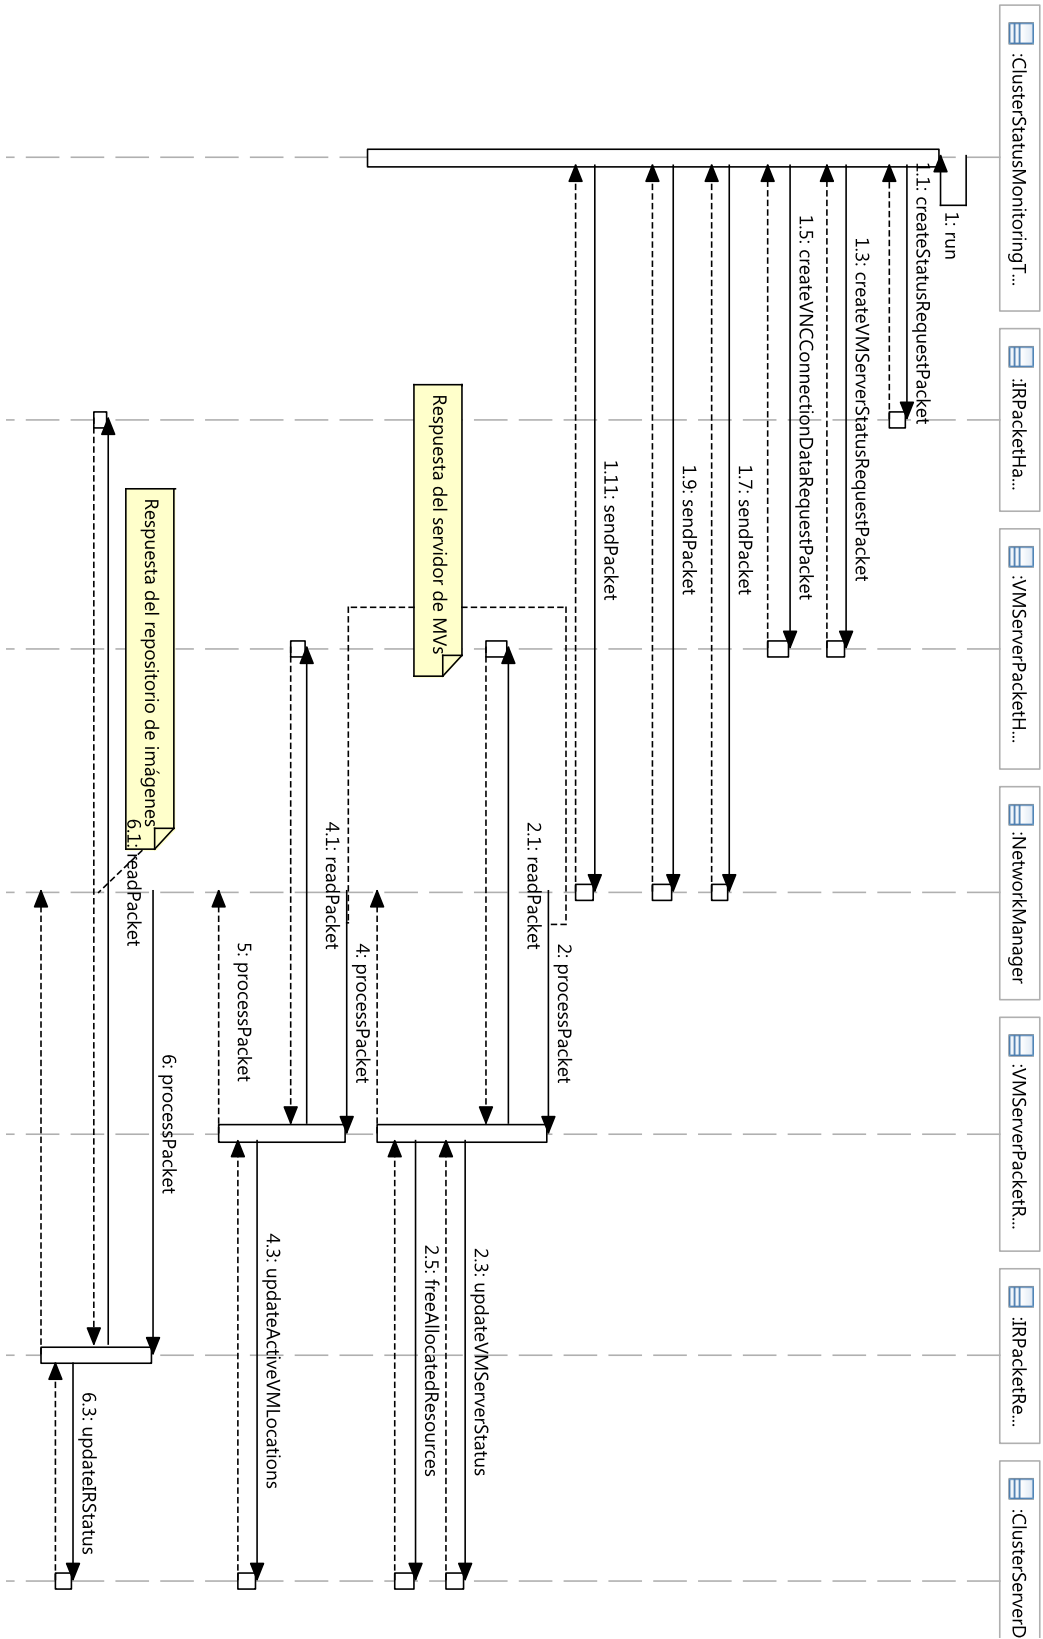 :ClusterStatusMonitoringT...
:IRPacketHa...
:VMServerPacketH...
:NetworkManager
:VMServerPacketR...
:IRPacketRe...
:ClusterServerD
1: run
1.1: createStatusRequestPacket
1.3: createVMServerStatusRequestPacket
1.5: createVNCConnectionDataRequestPacket
1.7: sendPacket
1.9: sendPacket
1.11: sendPacket
2: processPacket
2.1: readPacket
2.3: updateVMServerStatus
Respuesta del servidor de MVs
2.5: freeAllocatedResources
4: processPacket
4.1: readPacket
4.3: updateActiveVMLocations
5: processPacket
6: processPacket
Respuesta del repositorio de imágenes
6.1: readPacket
6.3: updateIRStatus